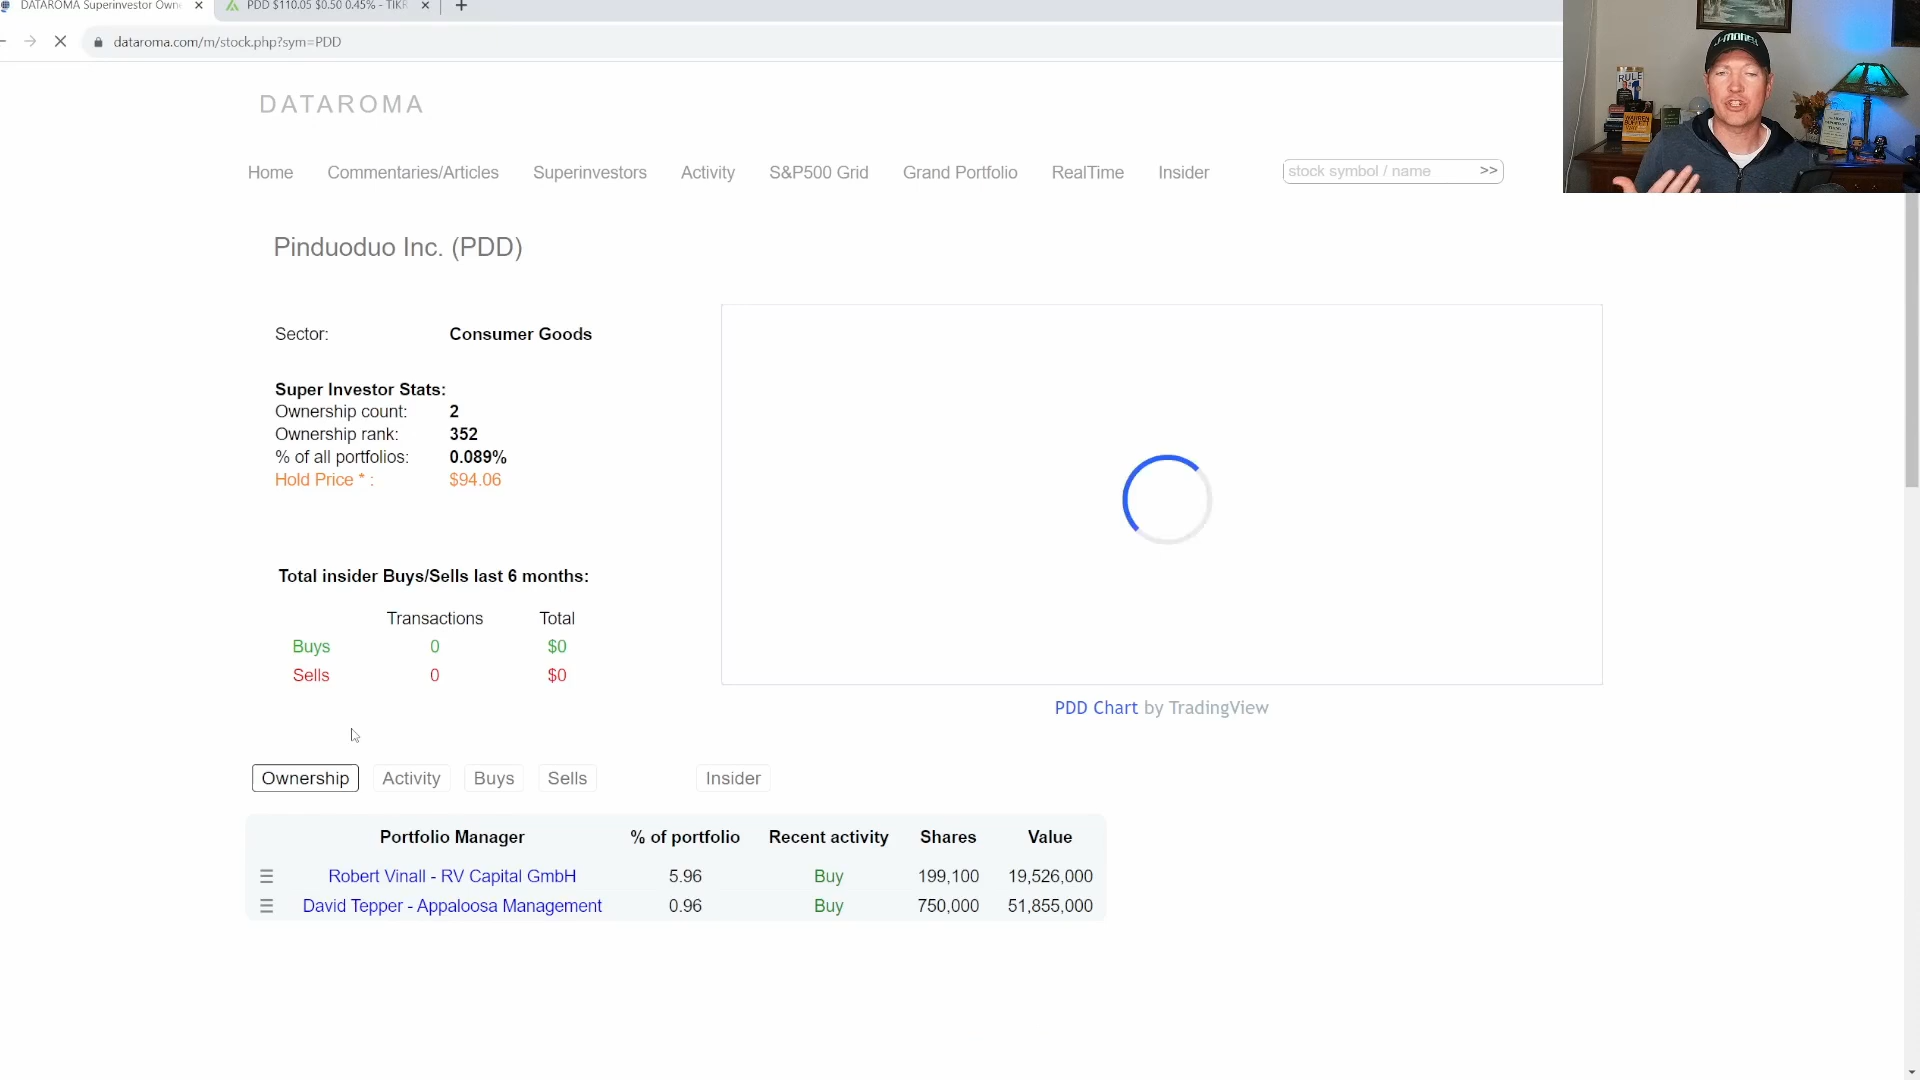 DATAROMA Superinvestor Own
PDD $110.05 $0.50 0.45% - TIKR
dataroma.com/m/stock.php?sym=PDD
DATAROMA
Home Commentaries/Articles Superinvestors Activity S&P500 Grid Grand Portfolio RealTime Insider stock symbol / name >>
Pinduoduo Inc. (PDD)
Sector: Consumer Goods
Super Investor Stats:
Ownership count: 2
Ownership rank: 352
% of all portfolios: 0.089%
Hold Price * : $94.06
Total insider Buys/Sells last 6 months:
Transactions Total
Buys 0 $0
Sells 0 $0
PDD Chart by TradingView
Ownership Activity Buys Sells Insider
Portfolio Manager % of portfolio Recent activity Shares Value
Robert Vinall - RV Capital GmbH 5.96 Buy 199,100 19,526,000
David Tepper - Appaloosa Management 0.96 Buy 750,000 51,855,000
RULE
WARREN
BUFFETT